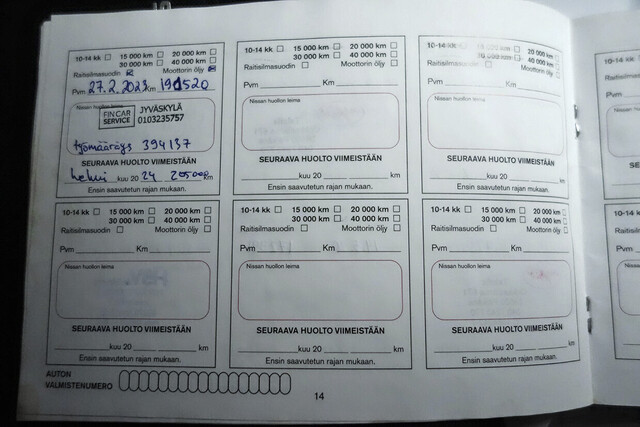 10-14 kk 15 000 km 20 000 km
30 000 km 40 000 km
Raitisilmasuodin Moottorin öljy
Pvm 27.2.2023 Km 191520
Nissan huollon leima
FINCAR SERVICE JYVÄSKYLÄ
0103235757
työmääräys 394137
SEURAAVA HUOLTO VIIMEISTÄÄN
helmi kuu 20 24 205000 km
Ensin saavutetun rajan mukaan.
10-14 kk 15 000 km 20 000 km
30 000 km 40 000 km
Raitisilmasuodin Moottorin öljy
Pvm Km
Nissan huollon leima
SEURAAVA HUOLTO VIIMEISTÄÄN
kuu 20 km
Ensin saavutetun rajan mukaan.
10-14 kk 15 000 km 20 000 km
30 000 km 40 000 km
Raitisilmasuodin Moottorin öljy
Pvm Km
Nissan huollon leima
SEURAAVA HUOLTO VIIMEISTÄÄN
kuu 20 km
Ensin saavutetun rajan mukaan.
10-14 kk 15 000 km 20 000 km
30 000 km 40 000 km
Raitisilmasuodin Moottorin öljy
Pvm Km
Nissan huollon leima
SEURAAVA HUOLTO VIIMEISTÄÄN
kuu 20 km
Ensin saavutetun rajan mukaan.
10-14 kk 15 000 km 20 000 km
30 000 km 40 000 km
Raitisilmasuodin Moottorin öljy
Pvm Km
Nissan huollon leima
SEURAAVA HUOLTO VIIMEISTÄÄN
kuu 20 km
Ensin saavutetun rajan mukaan.
10-14 kk 15 000 km 20 000 km
30 000 km 40 000 km
Raitisilmasuodin Moottorin öljy
Pvm Km
Nissan huollon leima
SEURAAVA HUOLTO VIIMEISTÄÄN
kuu 20 km
Ensin saavutetun rajan mukaan.
AUTON
VALMISTENUMERO
14